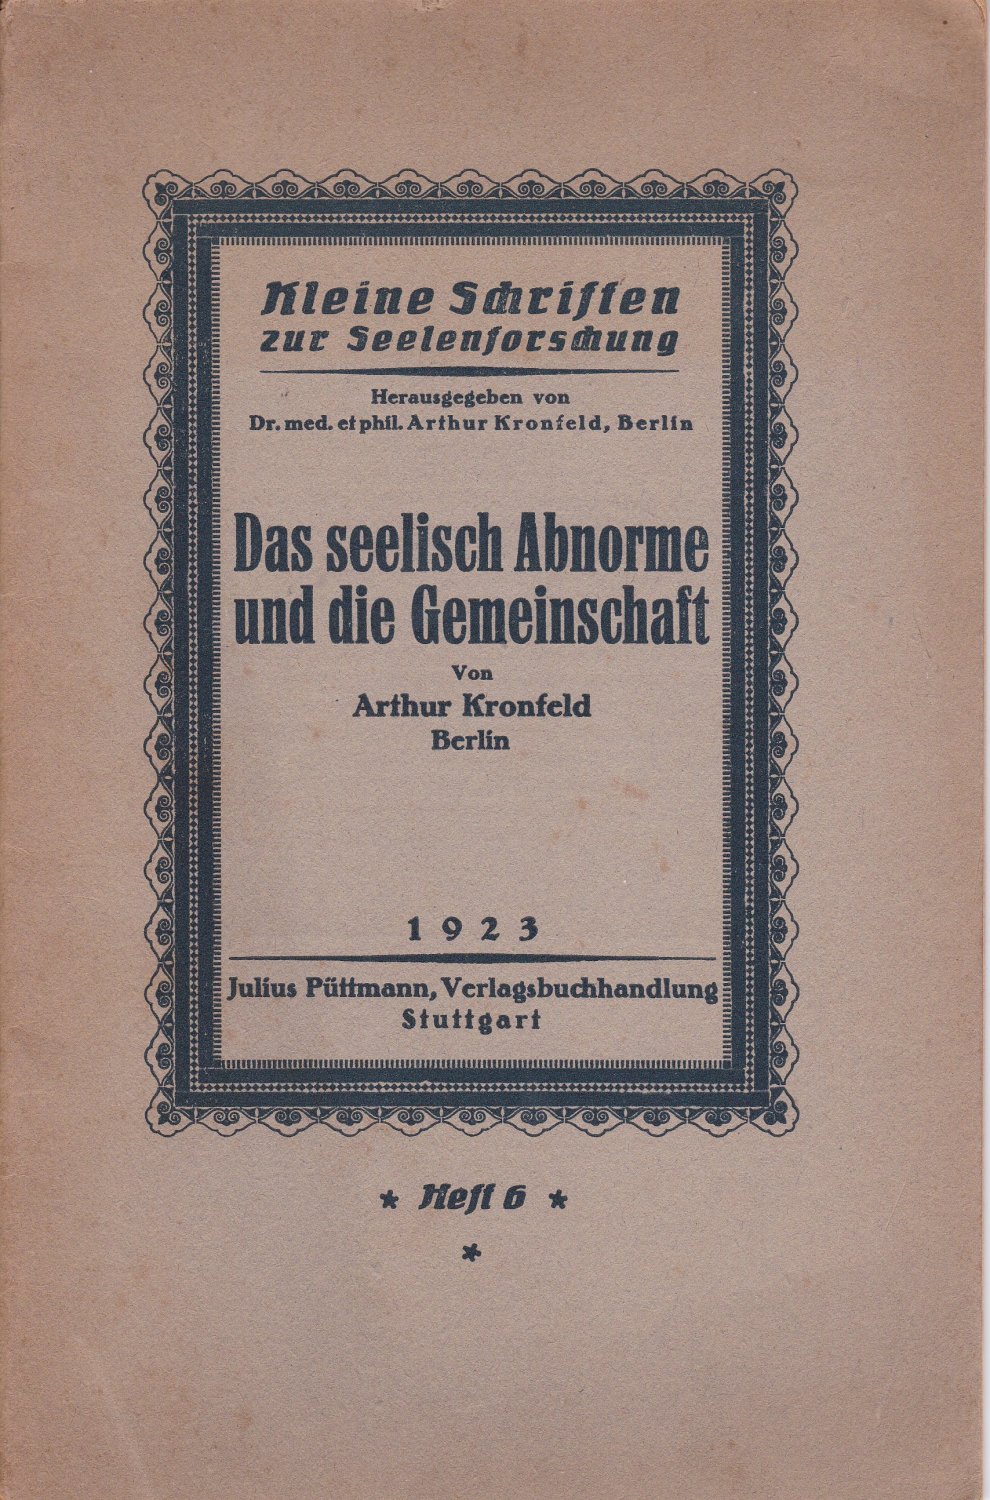 Kleine Schriften
zur Seelenforschung
Herausgegeben von
Dr. med. et phil. Arthur Kronfeld, Berlin
Das seelisch Abnorme
und die Gemeinschaft
Von
Arthur Kronfeld
Berlin
1923
Julius Püttmann, Verlagsbuchhandlung
Stuttgart
* Heft 6 *
*